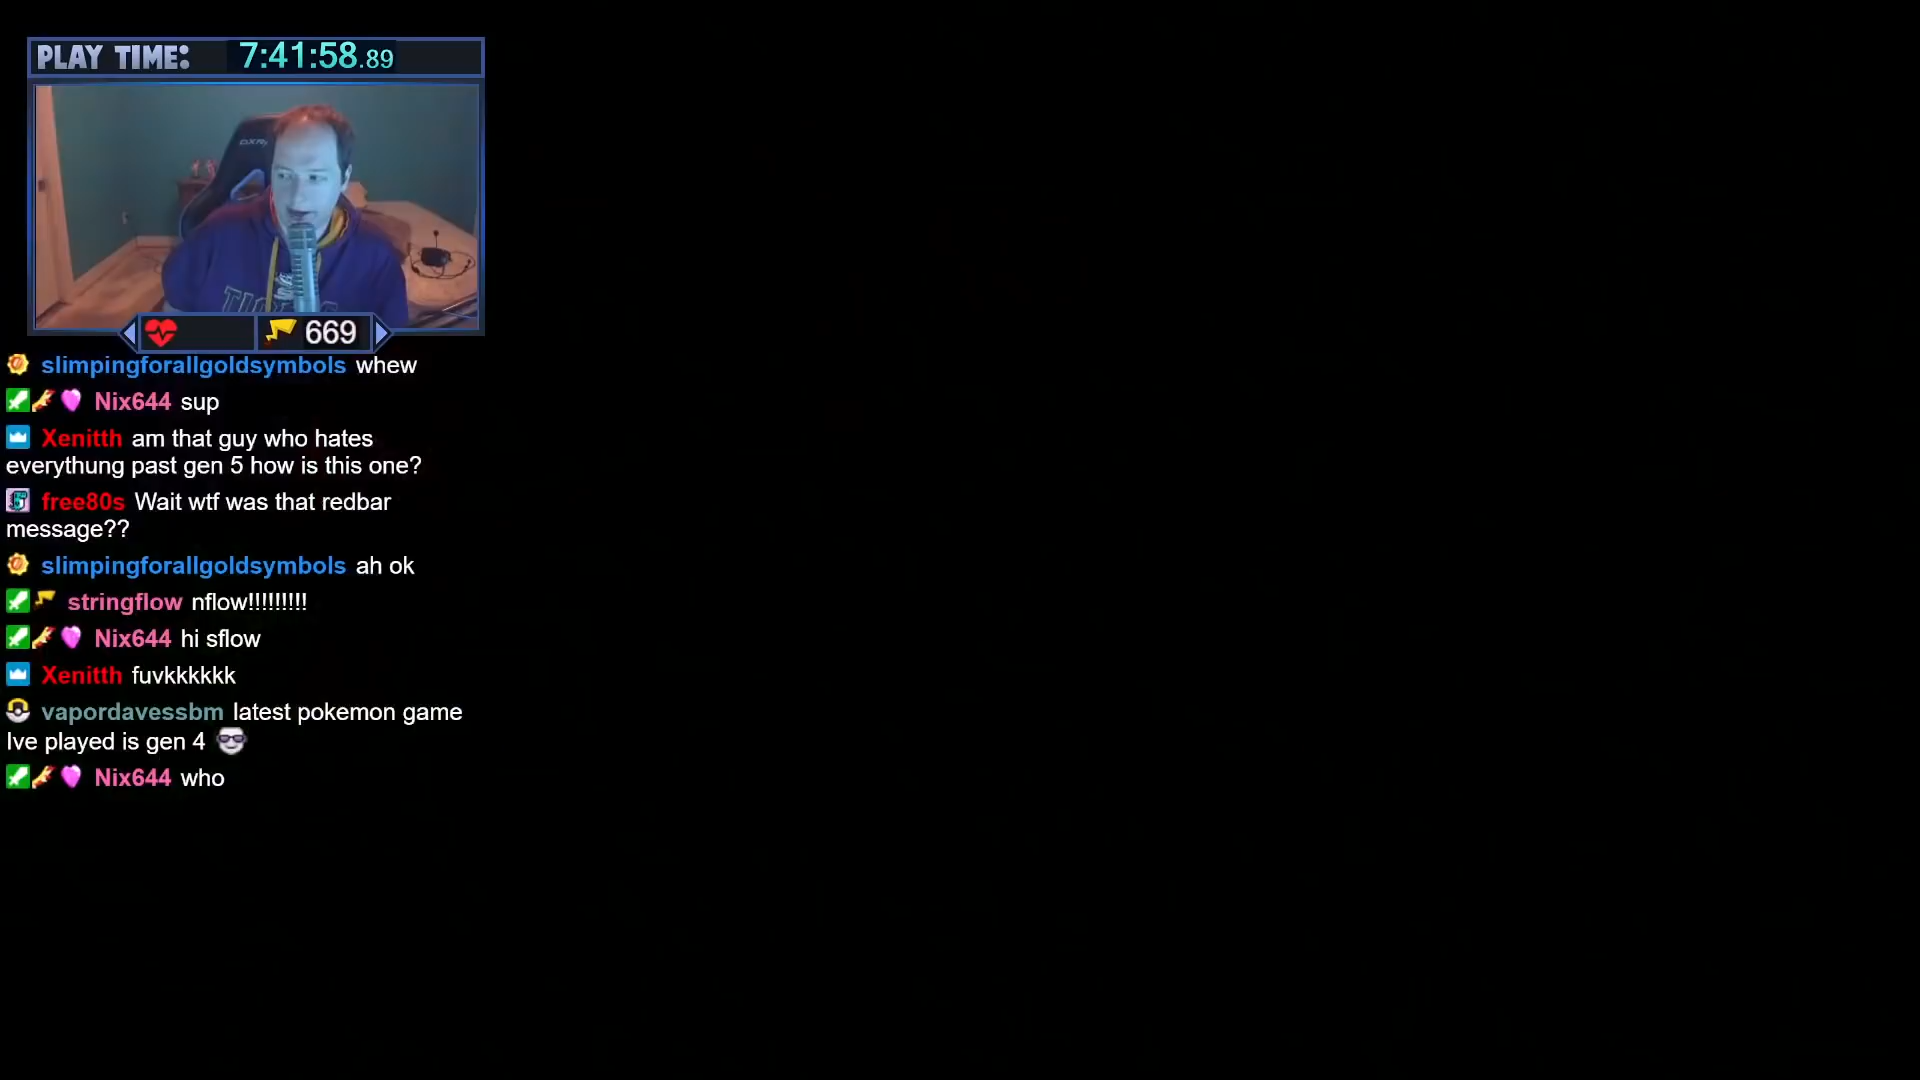 PLAY TIME: 7:41:58.89
669
slimpingforallgoldsymbols whew
Nix644 sup
Xenitth am that guy who hates
everythung past gen 5 how is this one?
free80s Wait wtf was that redbar
message??
slimpingforallgoldsymbols ah ok
stringflow nflow!!!!!!!!!
Nix644 hi sflow
Xenitth fuvkkkkkk
vapordavessbm latest pokemon game
Ive played is gen 4
Nix644 who